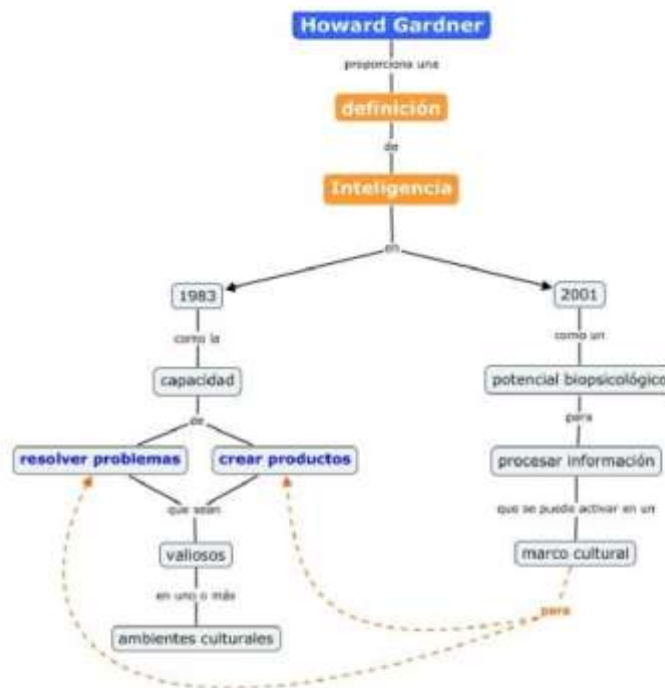 Howard Gardner
proporciona una
definición
de
Inteligencia
en
1983
2001
como la
como un
capacidad
potencial biopsicológico
de
para
resolver problemas
crear productos
procesar información
que sean
que se puede activar en un
valiosos
marco cultural
en uno o más
para
ambientes culturales